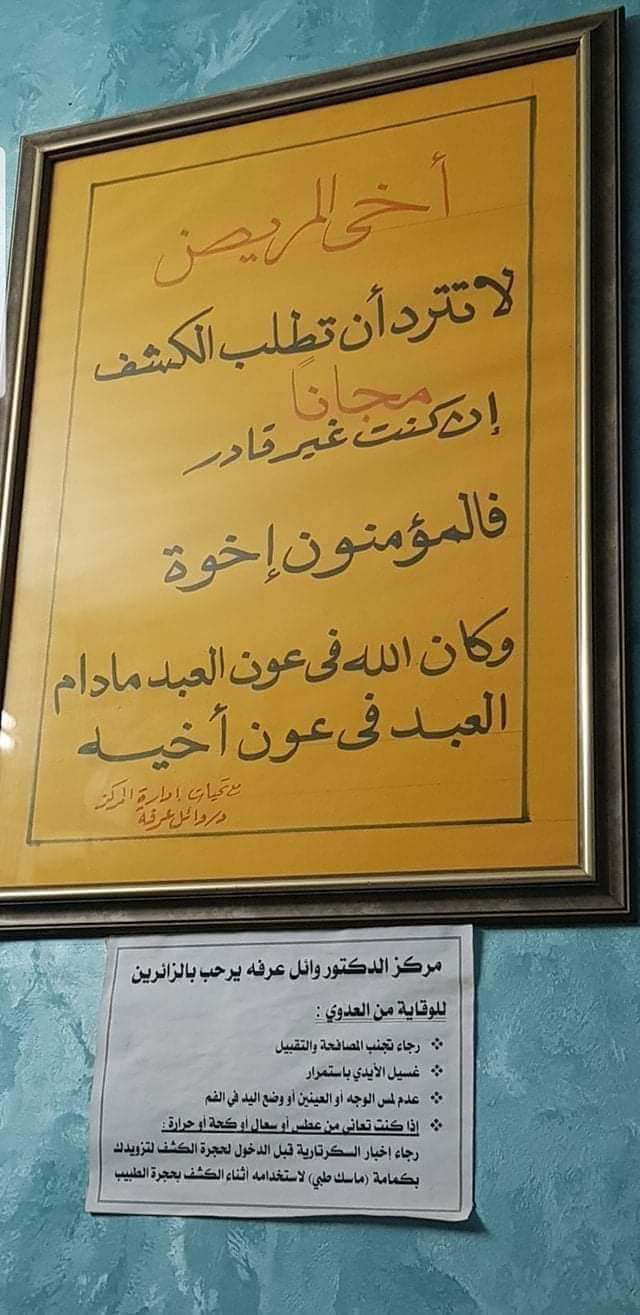 أخى المريض
لا تترد أن تطلب الكشف
مجاناً
إن كنت غير قادر
فالمؤمنون إخوة
وكان الله فى عون العبد مادام
العبد فى عون أخيه
مع تحيات إدارة المركز
د/وائل عرفة
مركز الدكتور وائل عرفه يرحب بالزائرين
للوقاية من العدوي :
❖ رجاء تجنب المصافحة والتقبيل
❖ غسيل الأيدي باستمرار
❖ عدم لمس الوجه أو العينين أو وضع اليد في الفم
❖ إذا كنت تعاني من عطس أو سعال أو كحة أو حرارة :
رجاء إخبار السكرتارية قبل الدخول لحجرة الكشف لتزويدك
بكمامة (ماسك طبي) لاستخدامه أثناء الكشف بحجرة الطبيب